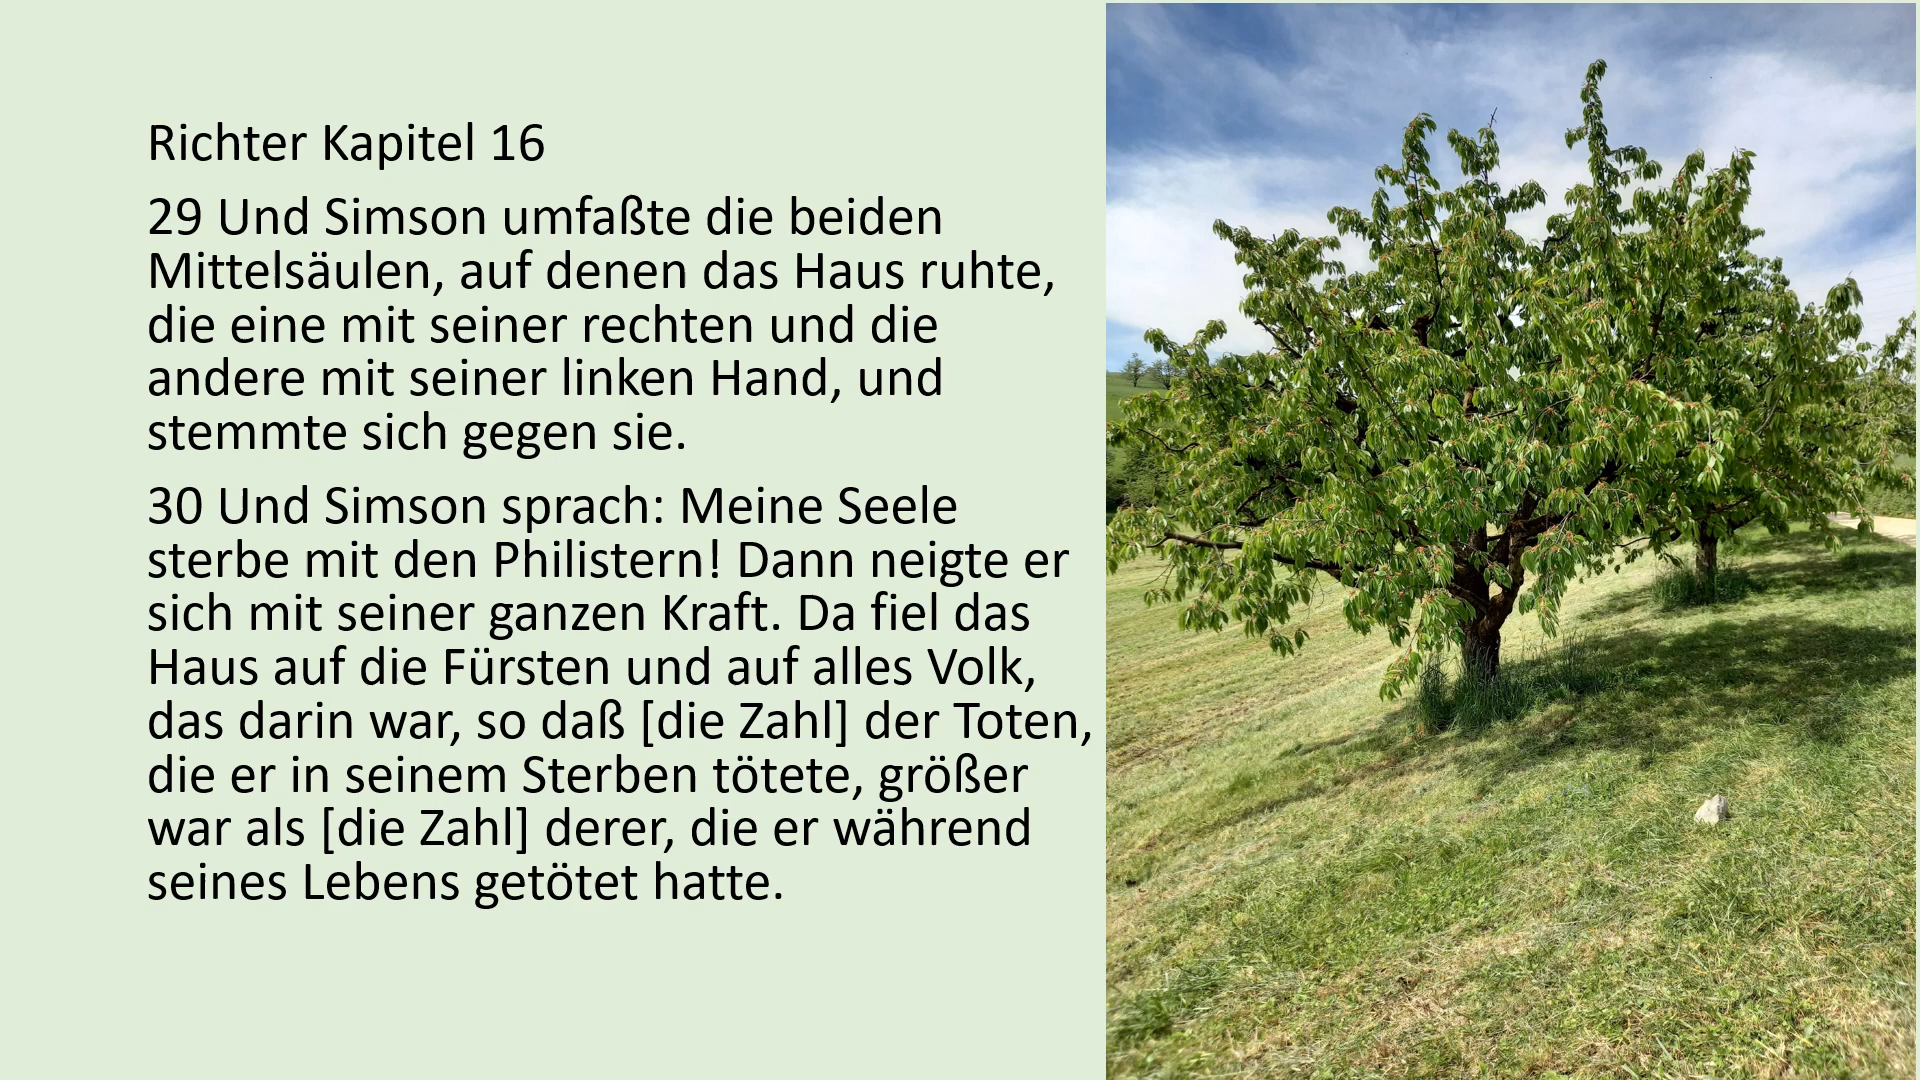 Richter Kapitel 16
29 Und Simson umfaßte die beiden
Mittelsäulen, auf denen das Haus ruhte,
die eine mit seiner rechten und die
andere mit seiner linken Hand, und
stemmte sich gegen sie.
30 Und Simson sprach: Meine Seele
sterbe mit den Philistern! Dann neigte er
sich mit seiner ganzen Kraft. Da fiel das
Haus auf die Fürsten und auf alles Volk,
das darin war, so daß [die Zahl] der Toten,
die er in seinem Sterben tötete, größer
war als [die Zahl] derer, die er während
seines Lebens getötet hatte.